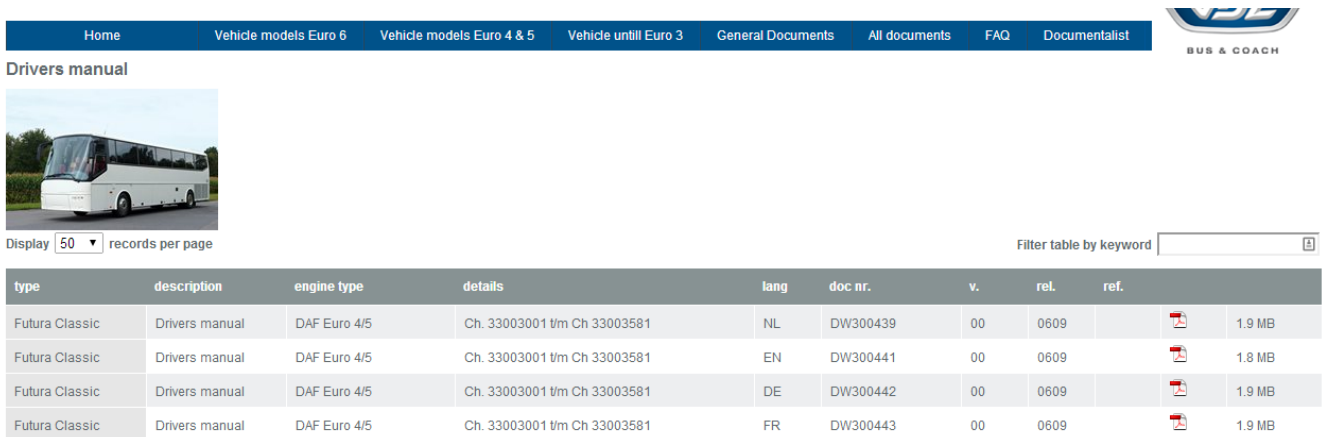 Home Vehicle models Euro 6 Vehicle models Euro 4 & 5 Vehicle untill Euro 3 General Documents All documents FAQ Documentalist
BUS & COACH
Drivers manual
Display 50 records per page Filter table by keyword
type description engine type details lang doc nr. v. rel. ref.
Futura Classic Drivers manual DAF Euro 4/5 Ch. 33003001 t/m Ch 33003581 NL DW300439 00 0609 1.9 MB
Futura Classic Drivers manual DAF Euro 4/5 Ch. 33003001 t/m Ch 33003581 EN DW300441 00 0609 1.8 MB
Futura Classic Drivers manual DAF Euro 4/5 Ch. 33003001 t/m Ch 33003581 DE DW300442 00 0609 1.9 MB
Futura Classic Drivers manual DAF Euro 4/5 Ch. 33003001 t/m Ch 33003581 FR DW300443 00 0609 1.9 MB